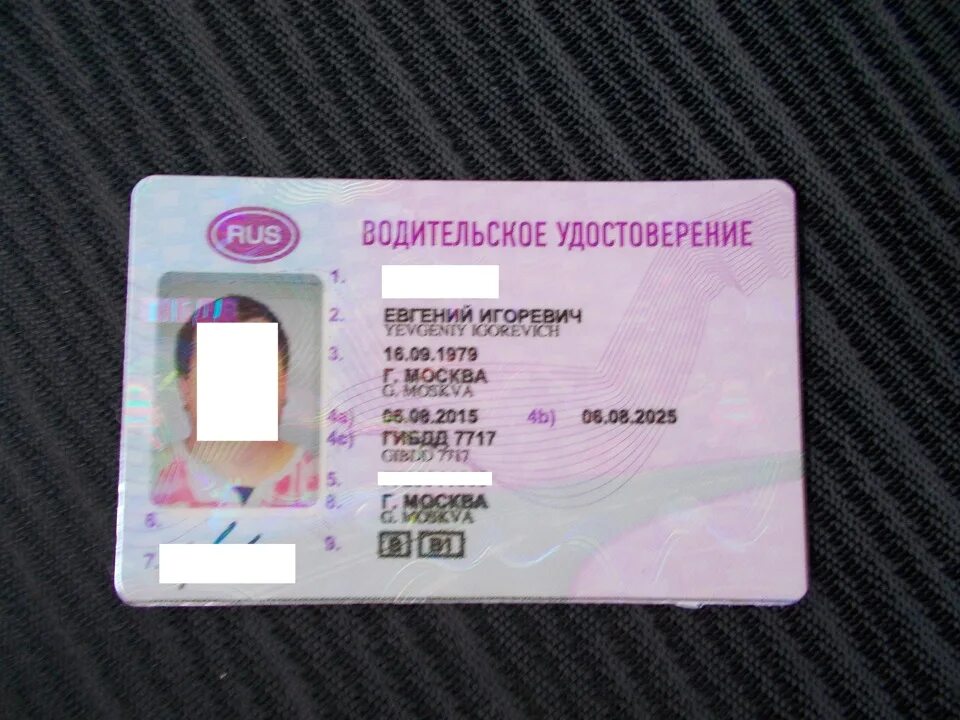 RUS
ВОДИТЕЛЬСКОЕ УДОСТОВЕРЕНИЕ
1.
2. ЕВГЕНИЙ ИГОРЕВИЧ
YEVGENIY IGOREVICH
3. 16.09.1979
Г. МОСКВА
G. MOSKVA
4a) 06.08.2015 4b) 06.08.2025
4c) ГИБДД 7717
GIBDD 7717
5.
8. Г. МОСКВА
G. MOSKVA
6.
7.
9. B B1